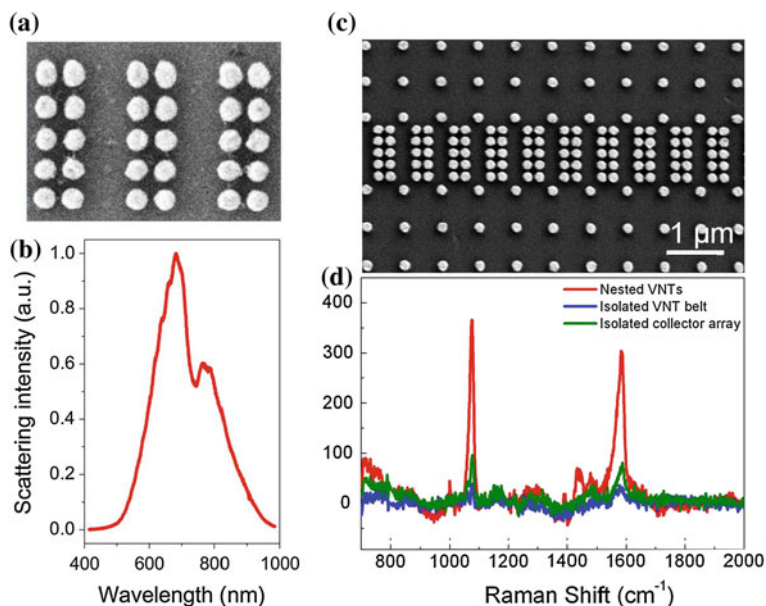 (a)
(b)
1.0
0.8
0.6
0.4
0.2
0.0
Scattering intensity (a.u.)
400 600 800 1000
Wavelength (nm)
(c)
1 µm
(d)
Nested VNTs
Isolated VNT belt
Isolated collector array
400
300
200
100
0
800 1000 1200 1400 1600 1800 2000
Raman Shift (cm⁻¹)